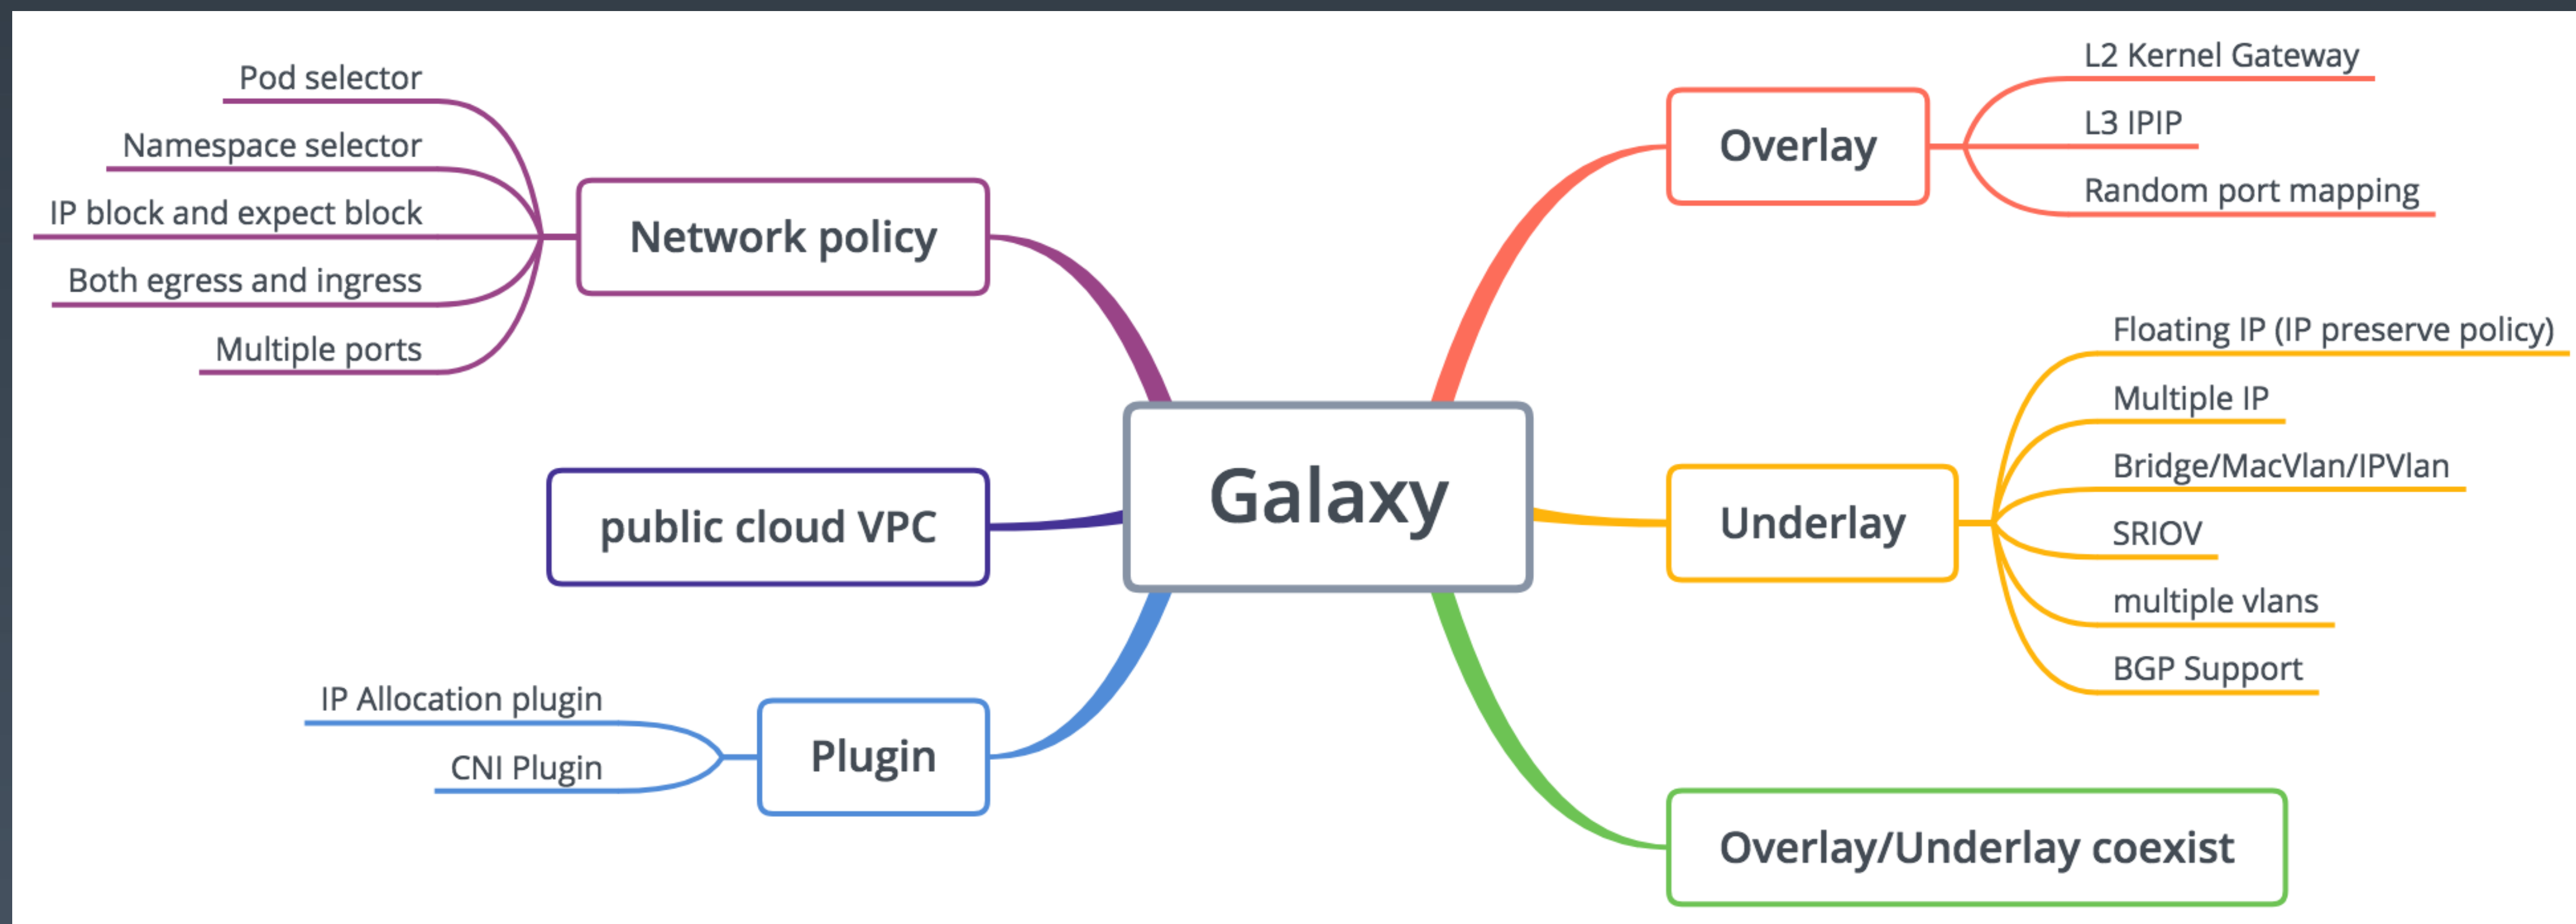 Pod selector
Namespace selector
IP block and expect block
Both egress and ingress
Multiple ports
Network policy
public cloud VPC
IP Allocation plugin
CNI Plugin
Plugin
Galaxy
Overlay
L2 Kernel Gateway
L3 IPIP
Random port mapping
Underlay
Floating IP (IP preserve policy)
Multiple IP
Bridge/MacVlan/IPVlan
SRIOV
multiple vlans
BGP Support
Overlay/Underlay coexist